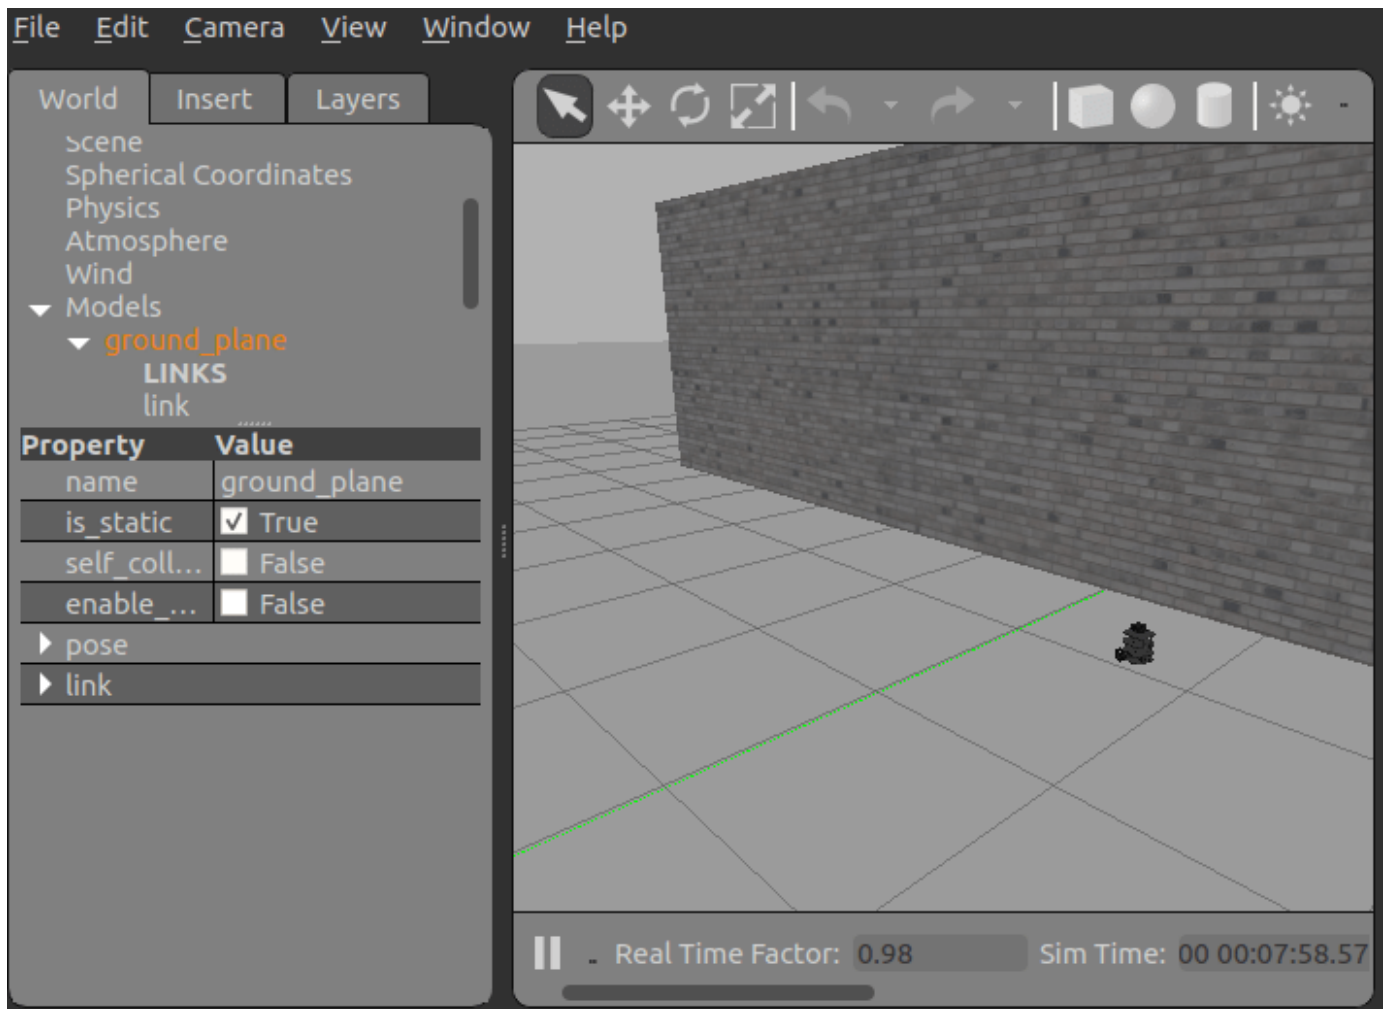 File Edit Camera View Window Help
World Insert Layers
Scene
Spherical Coordinates
Physics
Atmosphere
Wind
Models
ground_plane
LINKS
link
Property Value
name ground_plane
is_static True
self_coll... False
enable_... False
pose
link
Real Time Factor: 0.98 Sim Time: 00 00:07:58.57